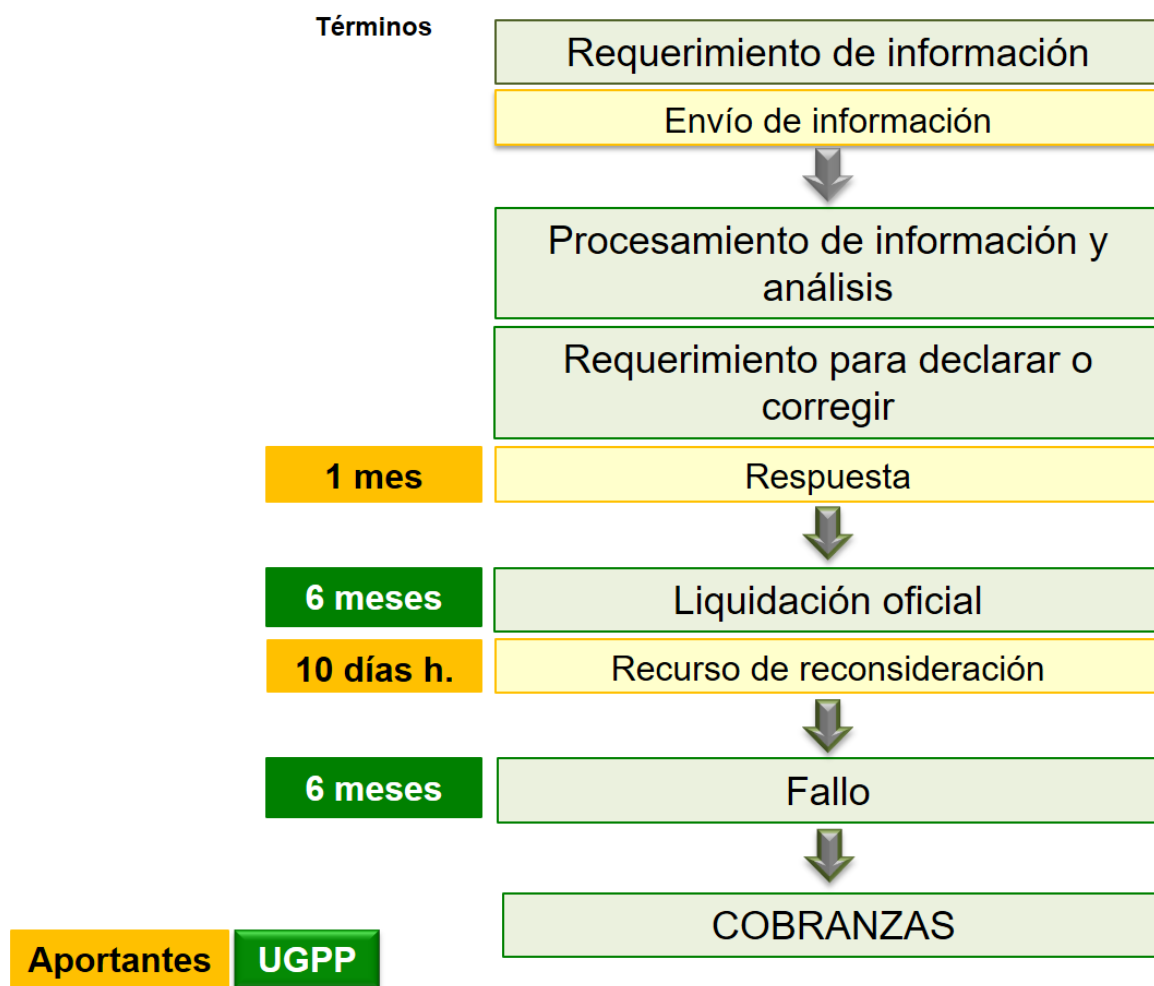 Términos
Requerimiento de información
Envío de información
Procesamiento de información y
análisis
Requerimiento para declarar o
corregir
1 mes
Respuesta
6 meses
Liquidación oficial
10 días h.
Recurso de reconsideración
6 meses
Fallo
COBRANZAS
Aportantes
UGPP